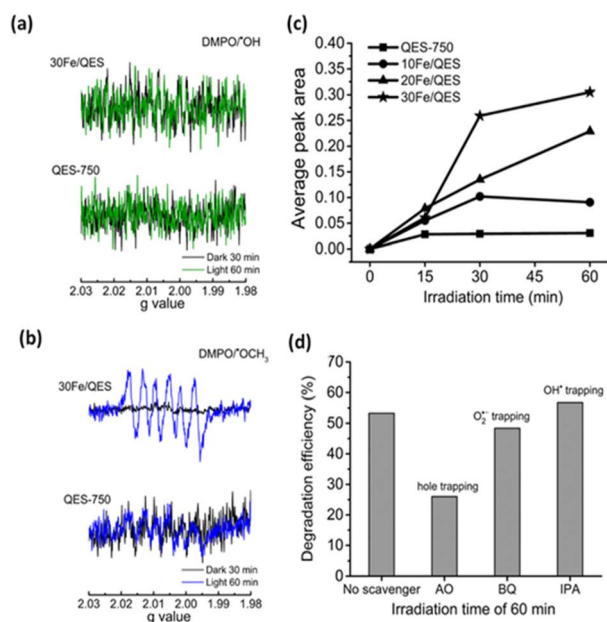 (a)
DMPO/•OH
30Fe/QES
QES-750
Dark 30 min
Light 60 min
2.03 2.02 2.01 2.00 1.99 1.98
g value
(b)
DMPO/•OCH₃
30Fe/QES
QES-750
Dark 30 min
Light 60 min
2.03 2.02 2.01 2.00 1.99 1.98
g value
(c)
QES-750
10Fe/QES
20Fe/QES
30Fe/QES
Average peak area
0.40
0.35
0.30
0.25
0.20
0.15
0.10
0.05
0.00
0 15 30 45 60
Irradiation time (min)
(d)
Degradation efficiency (%)
70
60
50
40
30
20
10
0
hole trapping
O₂•⁻ trapping
OH• trapping
No scavenger AO BQ IPA
Irradiation time of 60 min